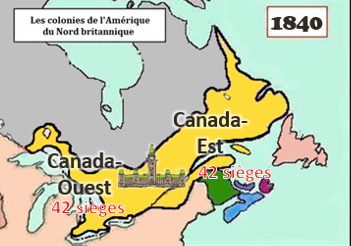 Les colonies de l'Amérique
du Nord britannique
1840
Canada-
Est
42 sièges
Canada-
Ouest
42 sièges